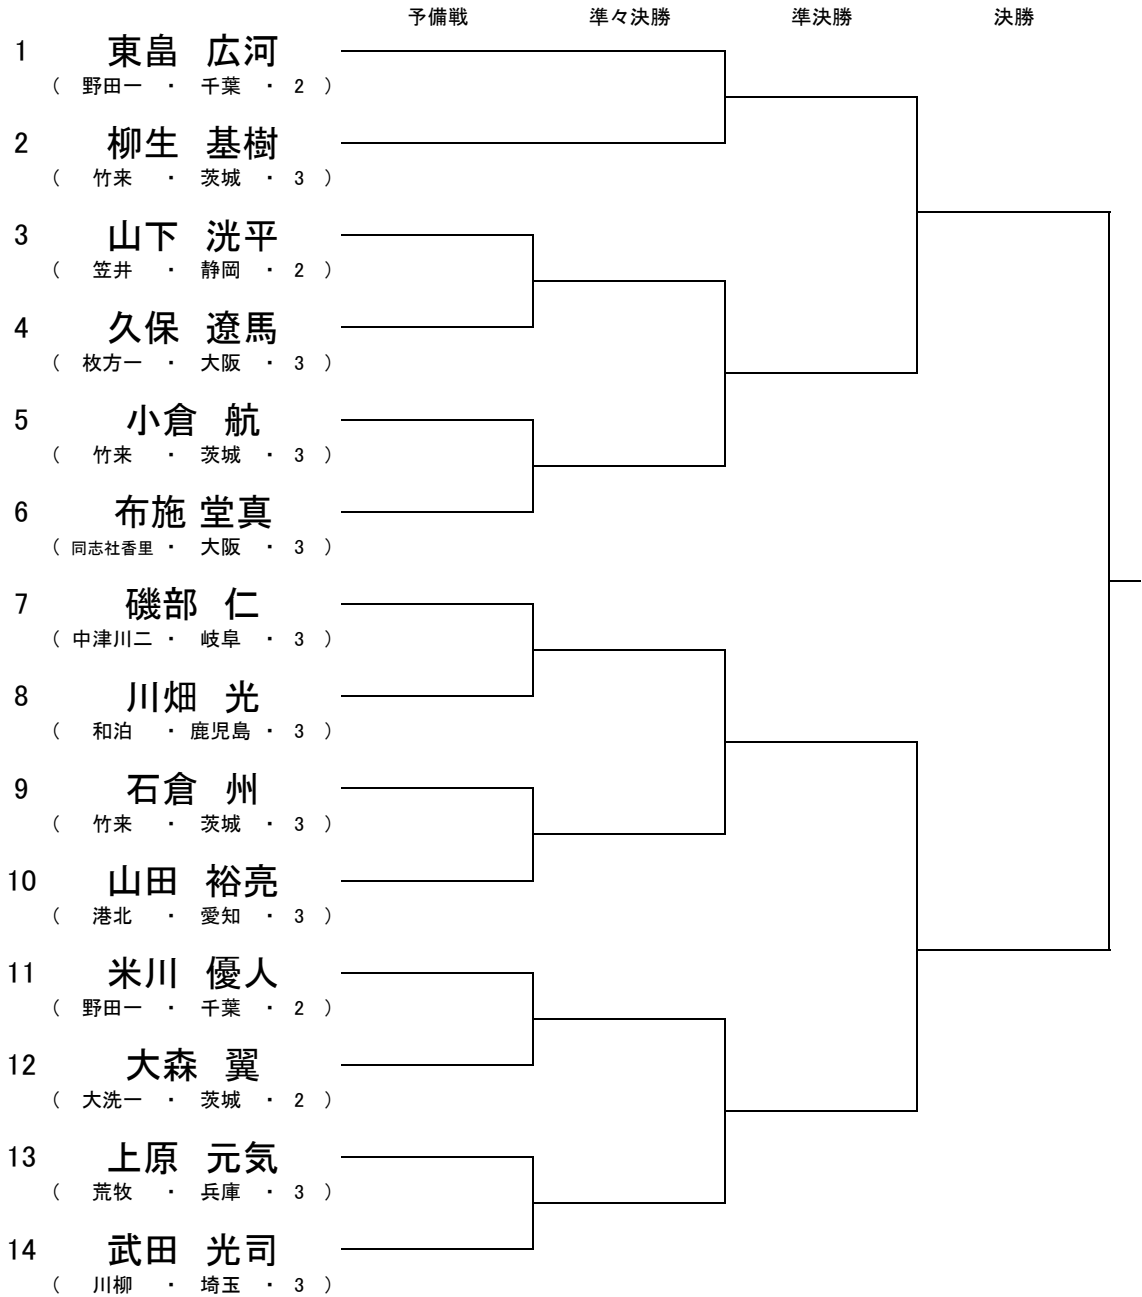 予備戦 準々決勝 準決勝 決勝
1 東畠 広河
（ 野田一 ・ 千葉 ・ 2 ）
2 柳生 基樹
（ 竹来 ・ 茨城 ・ 3 ）
3 山下 洸平
（ 笠井 ・ 静岡 ・ 2 ）
4 久保 遼馬
（ 枚方一 ・ 大阪 ・ 3 ）
5 小倉 航
（ 竹来 ・ 茨城 ・ 3 ）
6 布施 堂真
（ 同志社香里 ・ 大阪 ・ 3 ）
7 磯部 仁
（ 中津川二 ・ 岐阜 ・ 3 ）
8 川畑 光
（ 和泊 ・ 鹿児島 ・ 3 ）
9 石倉 州
（ 竹来 ・ 茨城 ・ 3 ）
10 山田 裕亮
（ 港北 ・ 愛知 ・ 3 ）
11 米川 優人
（ 野田一 ・ 千葉 ・ 2 ）
12 大森 翼
（ 大洗一 ・ 茨城 ・ 2 ）
13 上原 元気
（ 荒牧 ・ 兵庫 ・ 3 ）
14 武田 光司
（ 川柳 ・ 埼玉 ・ 3 ）